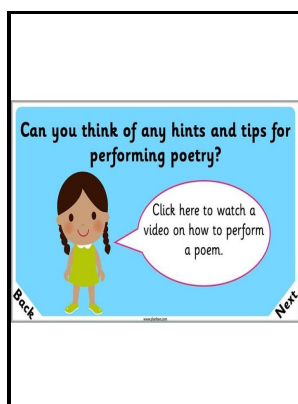 Can you think of any hints and tips for
performing poetry?
Click here to watch a
video on how to perform
a poem.
Back
Next